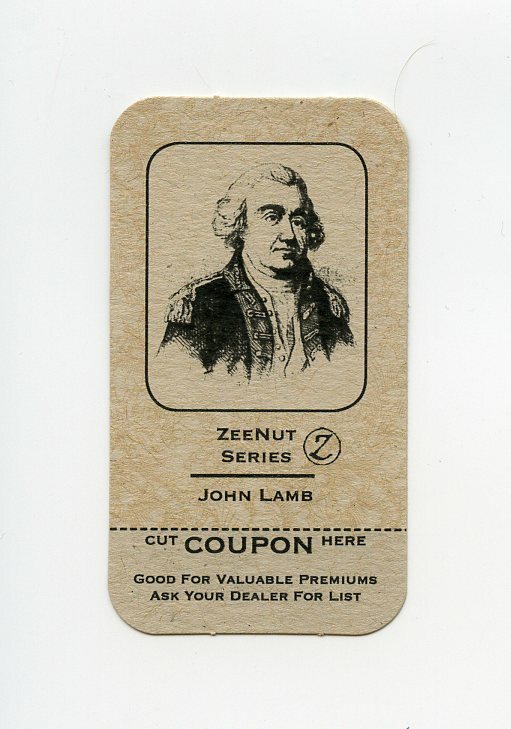 ZEENUT
SERIES Z
JOHN LAMB
CUT COUPON HERE
GOOD FOR VALUABLE PREMIUMS
ASK YOUR DEALER FOR LIST